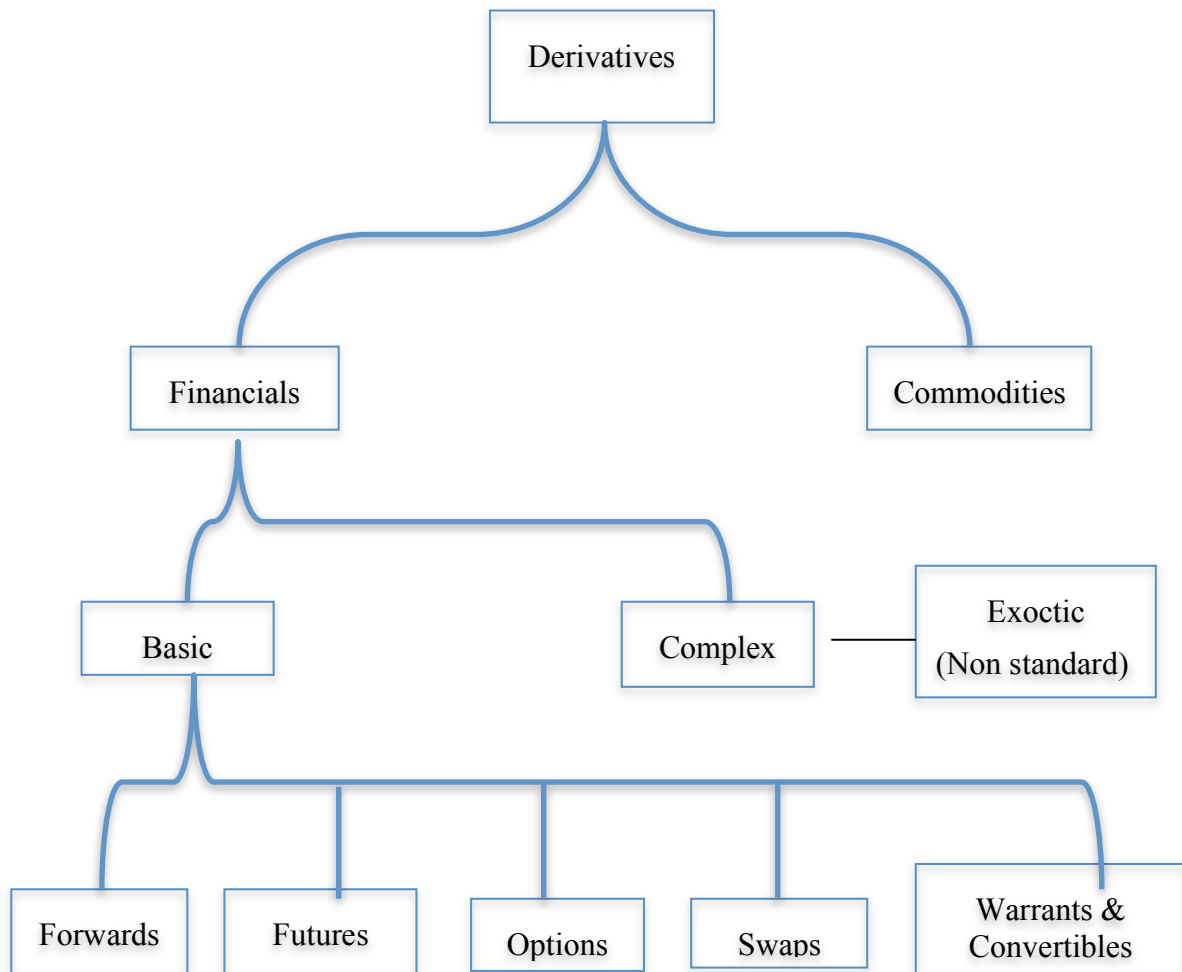 Derivatives
Financials
Commodities
Basic
Complex
Exoctic
(Non standard)
Forwards
Futures
Options
Swaps
Warrants &
Convertibles